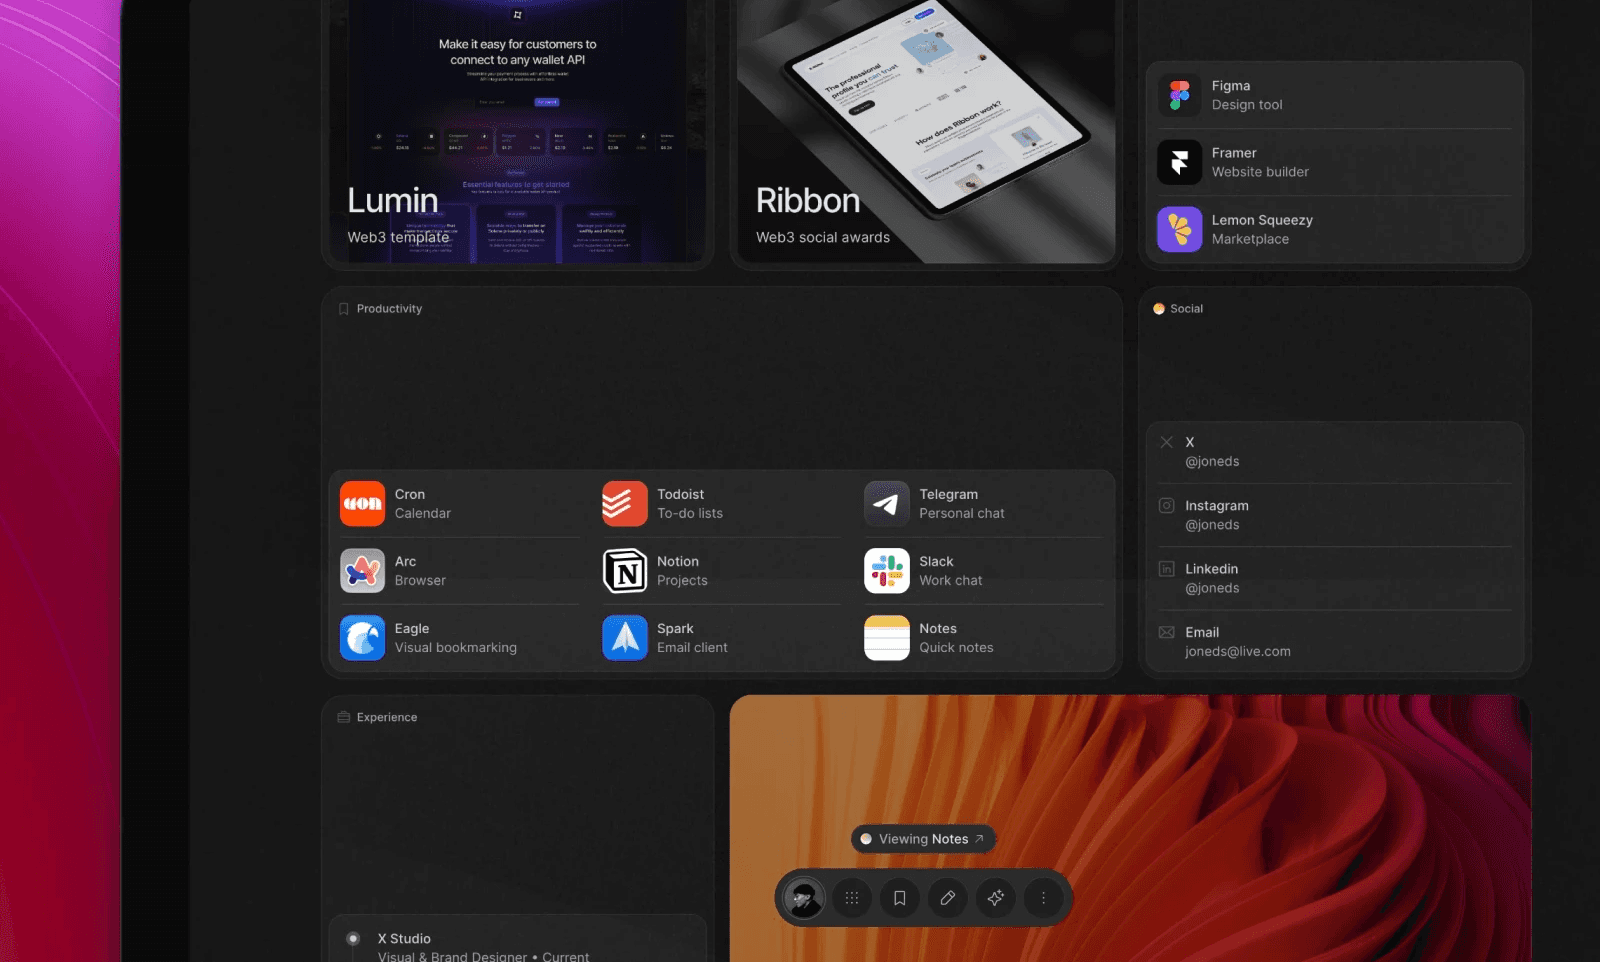 Make it easy for customers to
connect to any wallet API
Lumin
Web3 template
Essential features to get started
The professional
profile you can trust
How does Ribbon work?
Ribbon
Web3 social awards
Figma
Design tool
Framer
Website builder
Lemon Squeezy
Marketplace
Productivity
Cron
Calendar
Todoist
To-do lists
Telegram
Personal chat
Arc
Browser
Notion
Projects
Slack
Work chat
Eagle
Visual bookmarking
Spark
Email client
Notes
Quick notes
Social
X
@joneds
Instagram
@joneds
Linkedin
@joneds
Email
joneds@live.com
Experience
X Studio
Visual & Brand Designer • Current
Viewing Notes